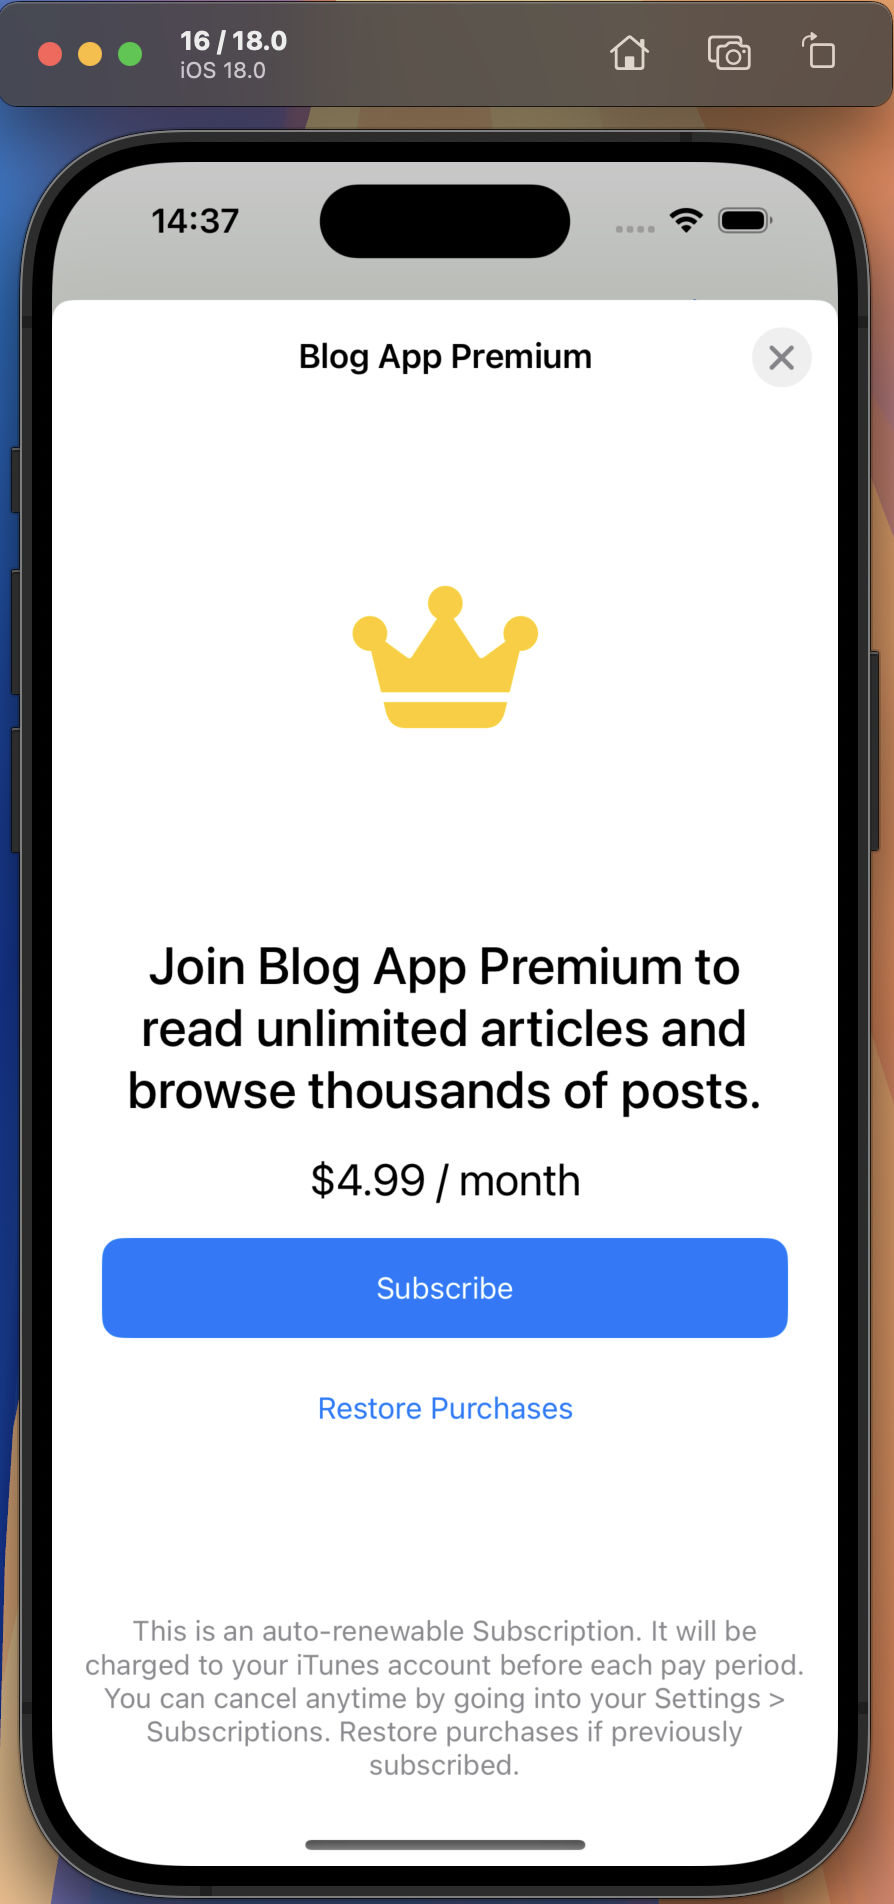 16 / 18.0
iOS 18.0
14:37
Blog App Premium
Join Blog App Premium to
read unlimited articles and
browse thousands of posts.
$4.99 / month
Subscribe
Restore Purchases
This is an auto-renewable Subscription. It will be
charged to your iTunes account before each pay period.
You can cancel anytime by going into your Settings >
Subscriptions. Restore purchases if previously
subscribed.